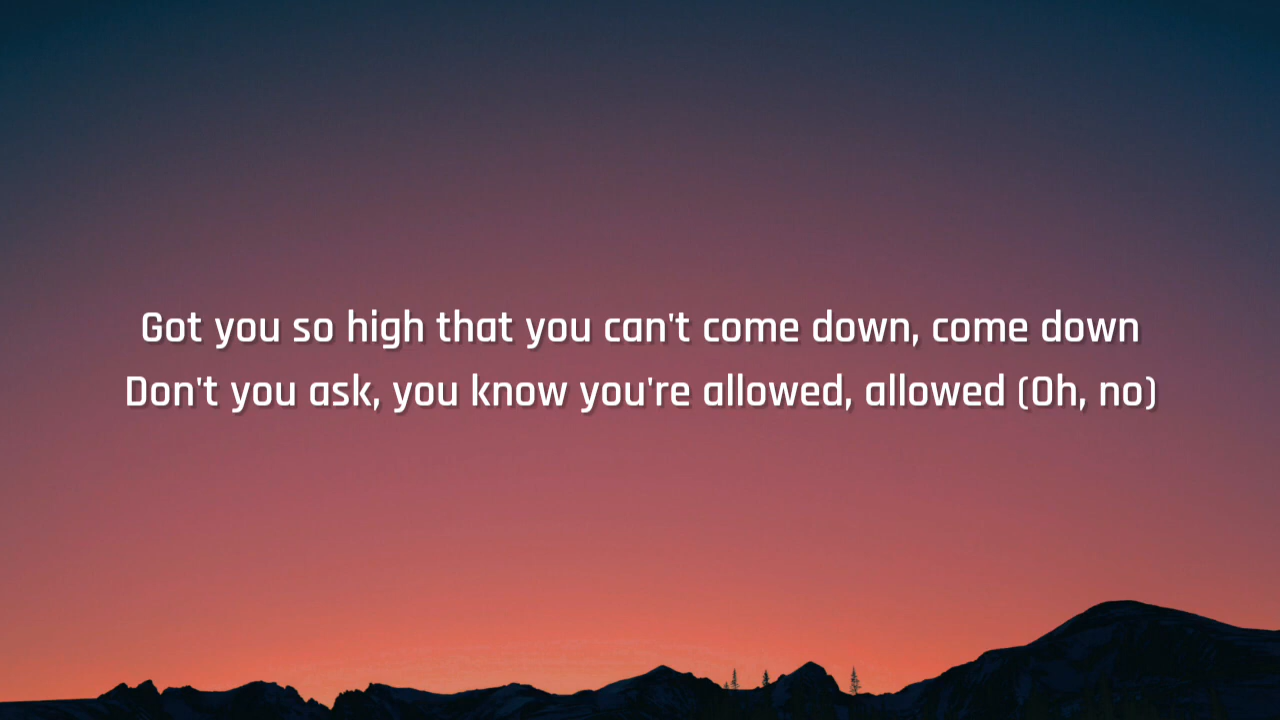 Got you so high that you can't come down, come down
Don't you ask, you know you're allowed, allowed (Oh, no)